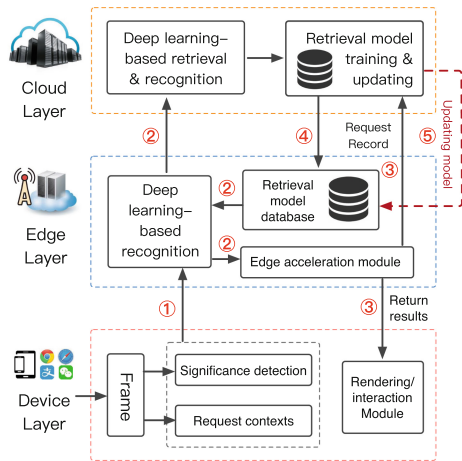 Cloud
Layer
Deep learning–
based retrieval
& recognition
Retrieval model
training &
updating
②
④
Request
Record
⑤
Updating model
③
Edge
Layer
Deep
learning–
based
recognition
②
Retrieval
model
database
②
Edge acceleration module
①
③
Return
results
Device
Layer
Frame
Significance detection
Request contexts
Rendering/
interaction
Module